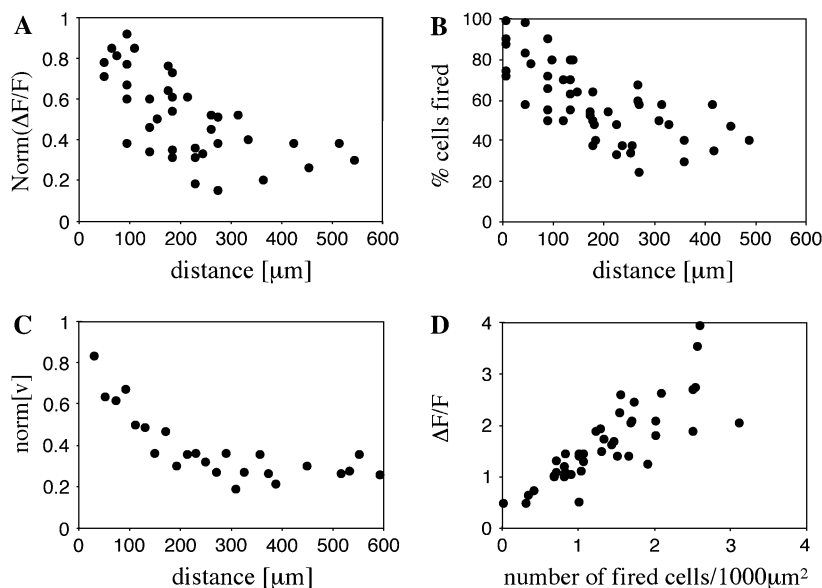 A
B
1
0.8
0.6
0.4
0.2
0
Norm(ΔF/F)
0 100 200 300 400 500 600
distance [μm]
100
80
60
40
20
0
% cells fired
0 100 200 300 400 500 600
distance [μm]
C
D
1
0.8
0.6
0.4
0.2
0
norm[v]
0 100 200 300 400 500 600
distance [μm]
4
3
2
1
0
ΔF/F
0 1 2 3 4
number of fired cells/1000μm²